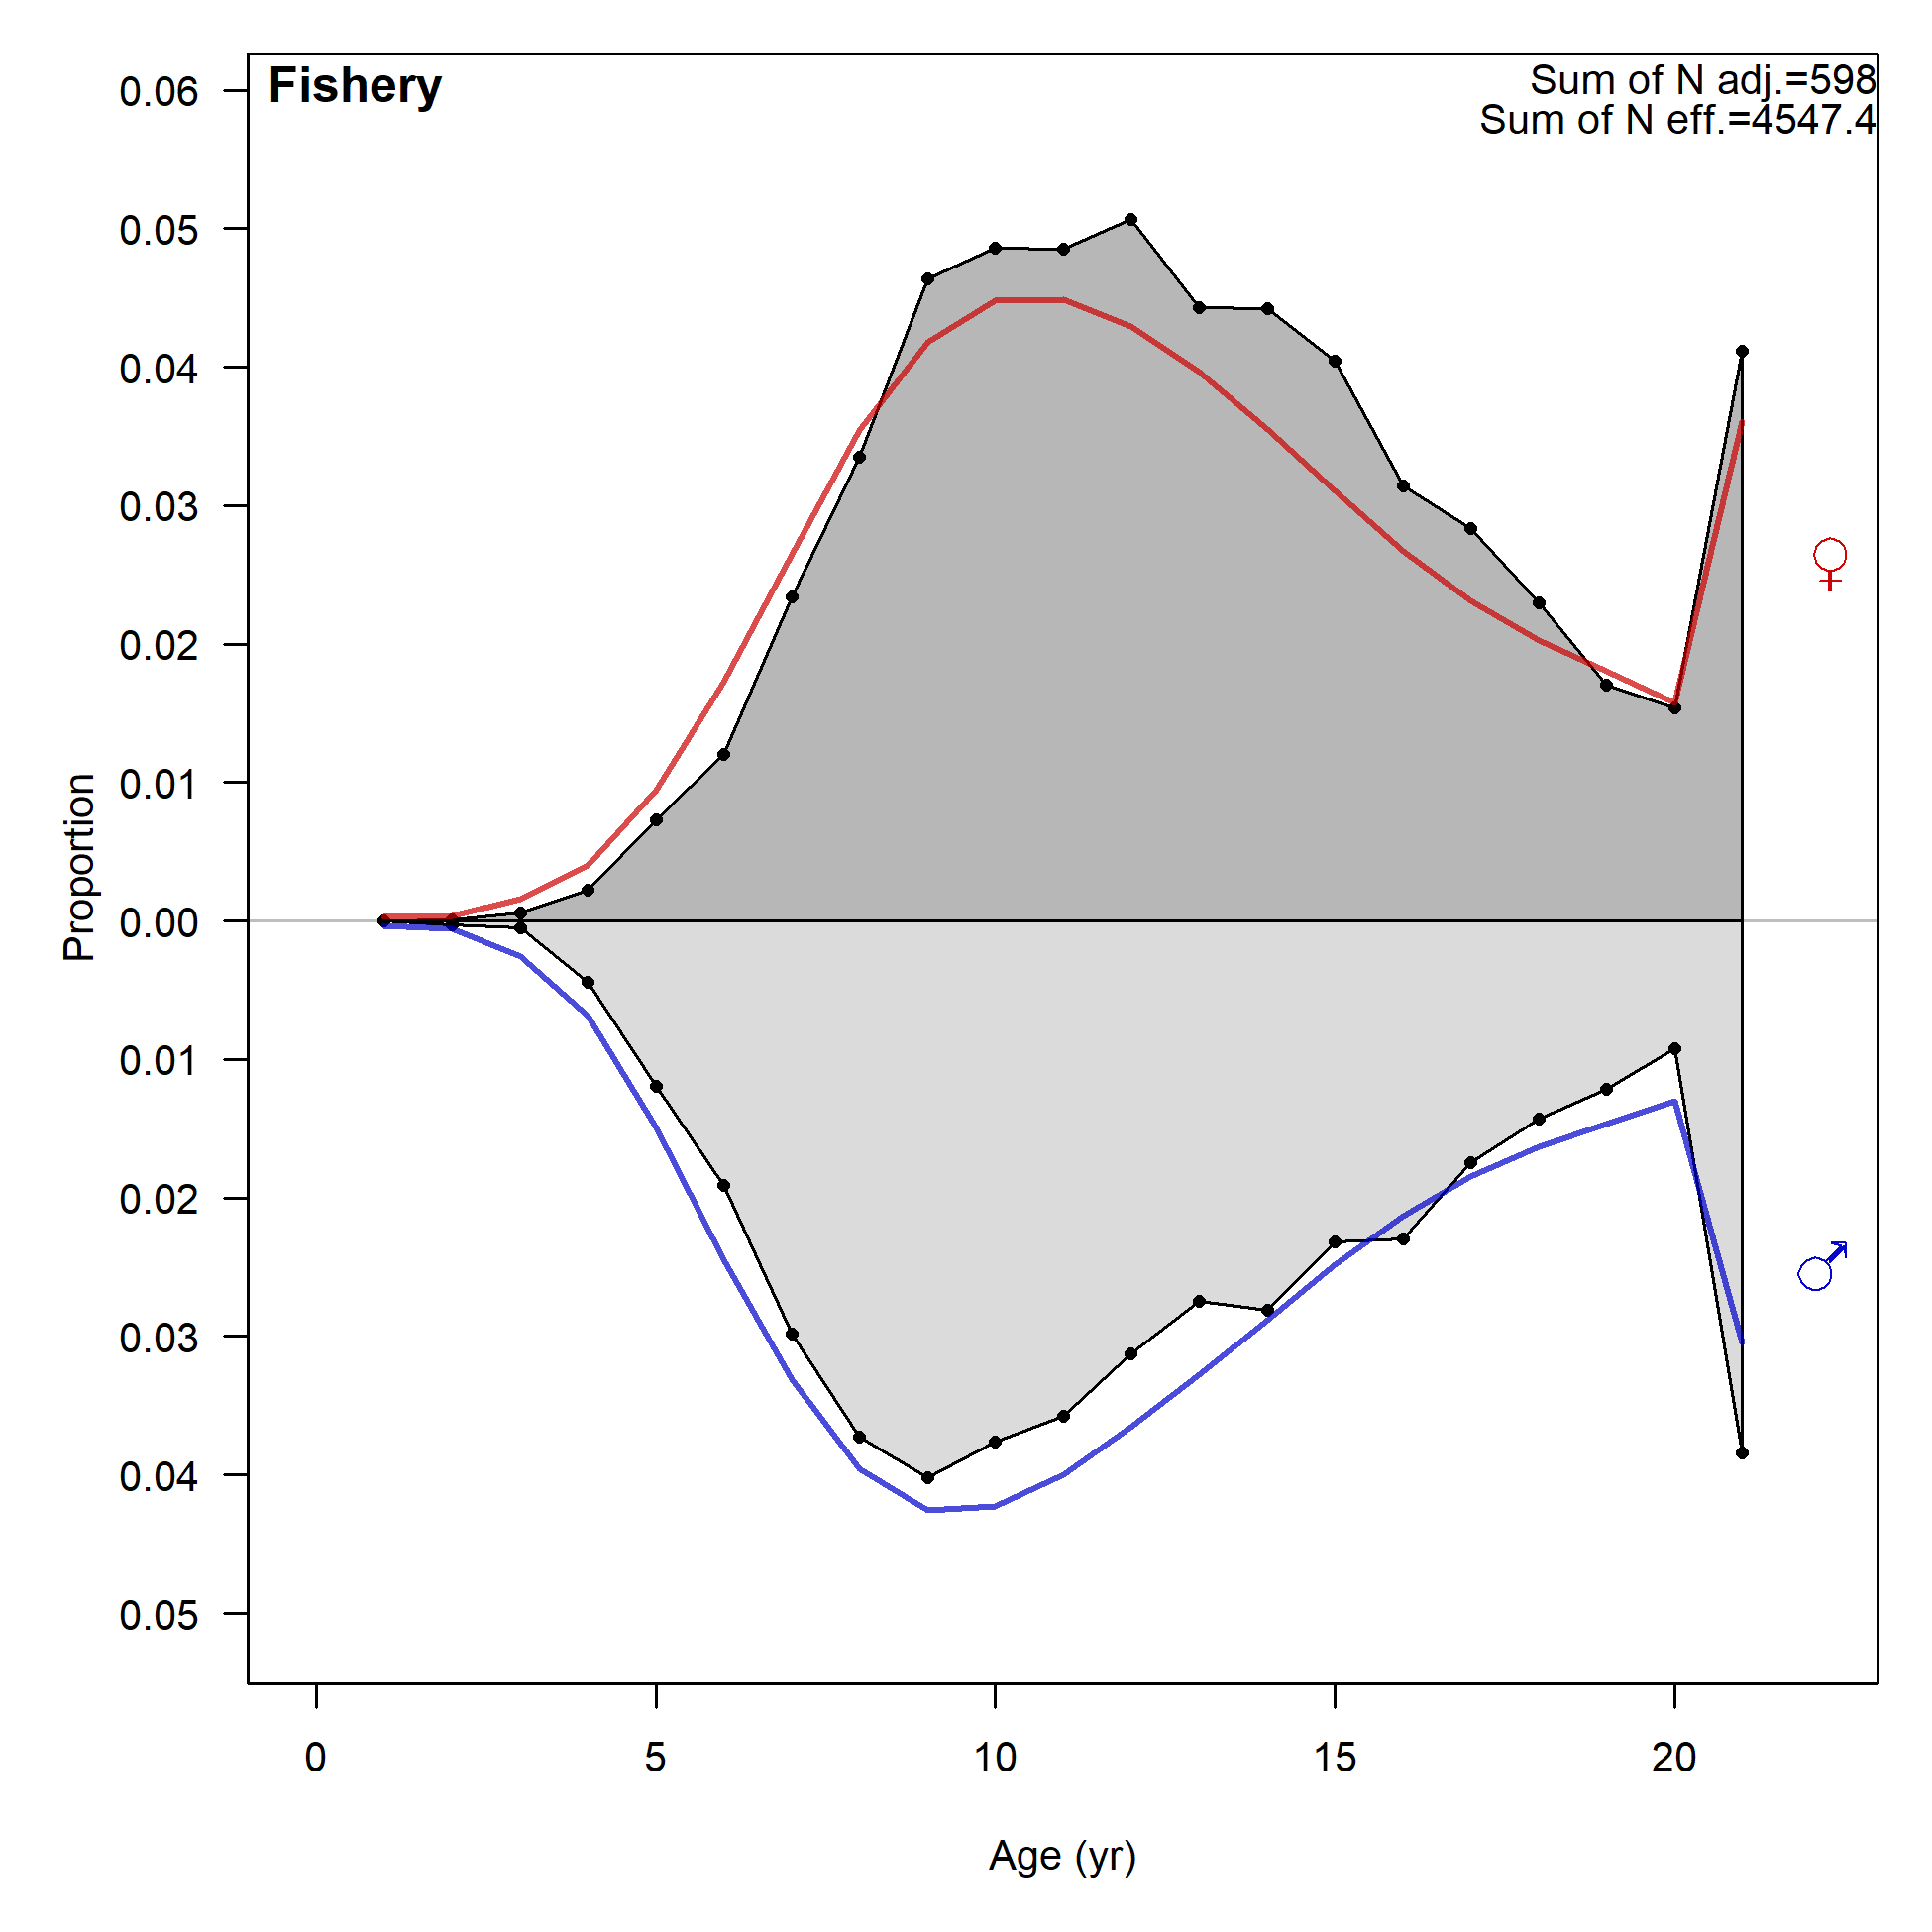 Fishery
Sum of N adj.=598
Sum of N eff.=4547.4
0.06
0.05
0.04
0.03
0.02
0.01
0.00
0.01
0.02
0.03
0.04
0.05
Proportion
♀
♂
0 5 10 15 20
Age (yr)